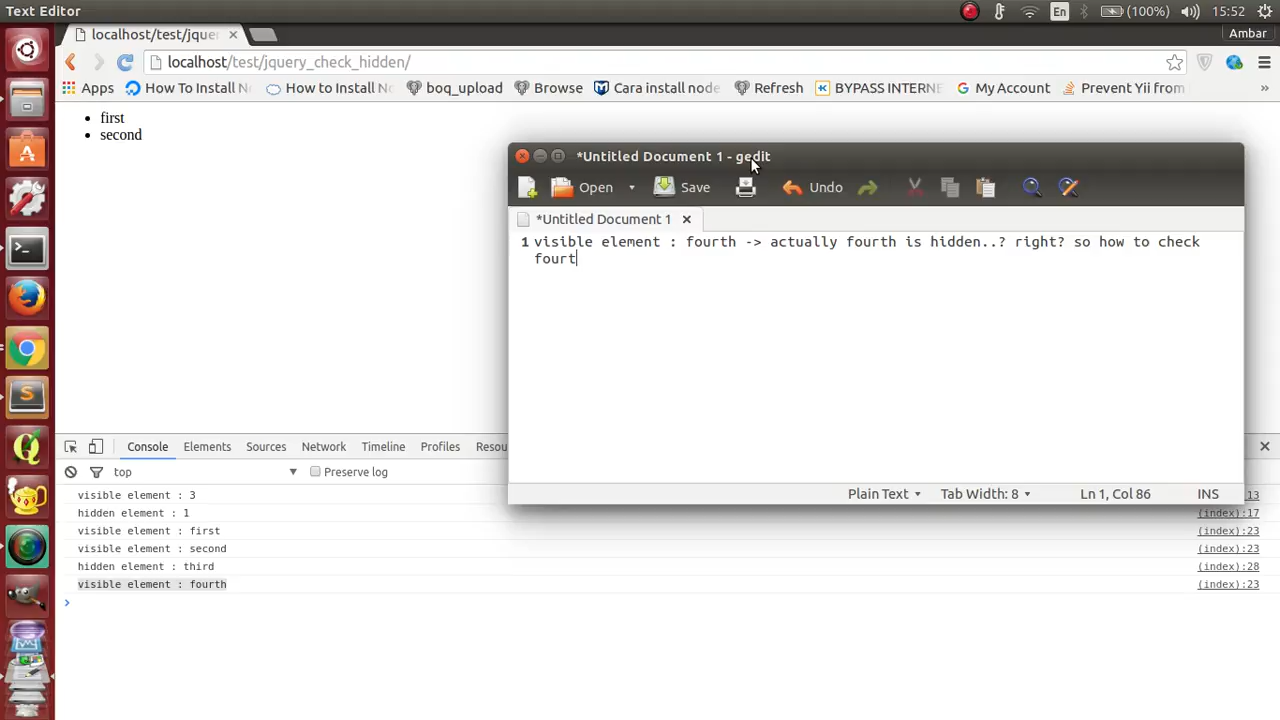 Text Editor
En
(100%)
15:52
localhost/test/jquer
Ambar
localhost/test/jquery_check_hidden/
Apps
How To Install N
How to Install No
boq_upload
Browse
Cara install node
Refresh
BYPASS INTERNE
My Account
Prevent Yii from
»
first
second
*Untitled Document 1 - gedit
Open
Save
Undo
*Untitled Document 1
1 visible element : fourth -> actually fourth is hidden..? right? so how to check
fourt
Plain Text
Tab Width: 8
Ln 1, Col 86
INS
Console
Elements
Sources
Network
Timeline
Profiles
Resou
top
Preserve log
visible element : 3
13
hidden element : 1
(index):17
visible element : first
(index):23
visible element : second
(index):23
hidden element : third
(index):28
visible element : fourth
(index):23
>